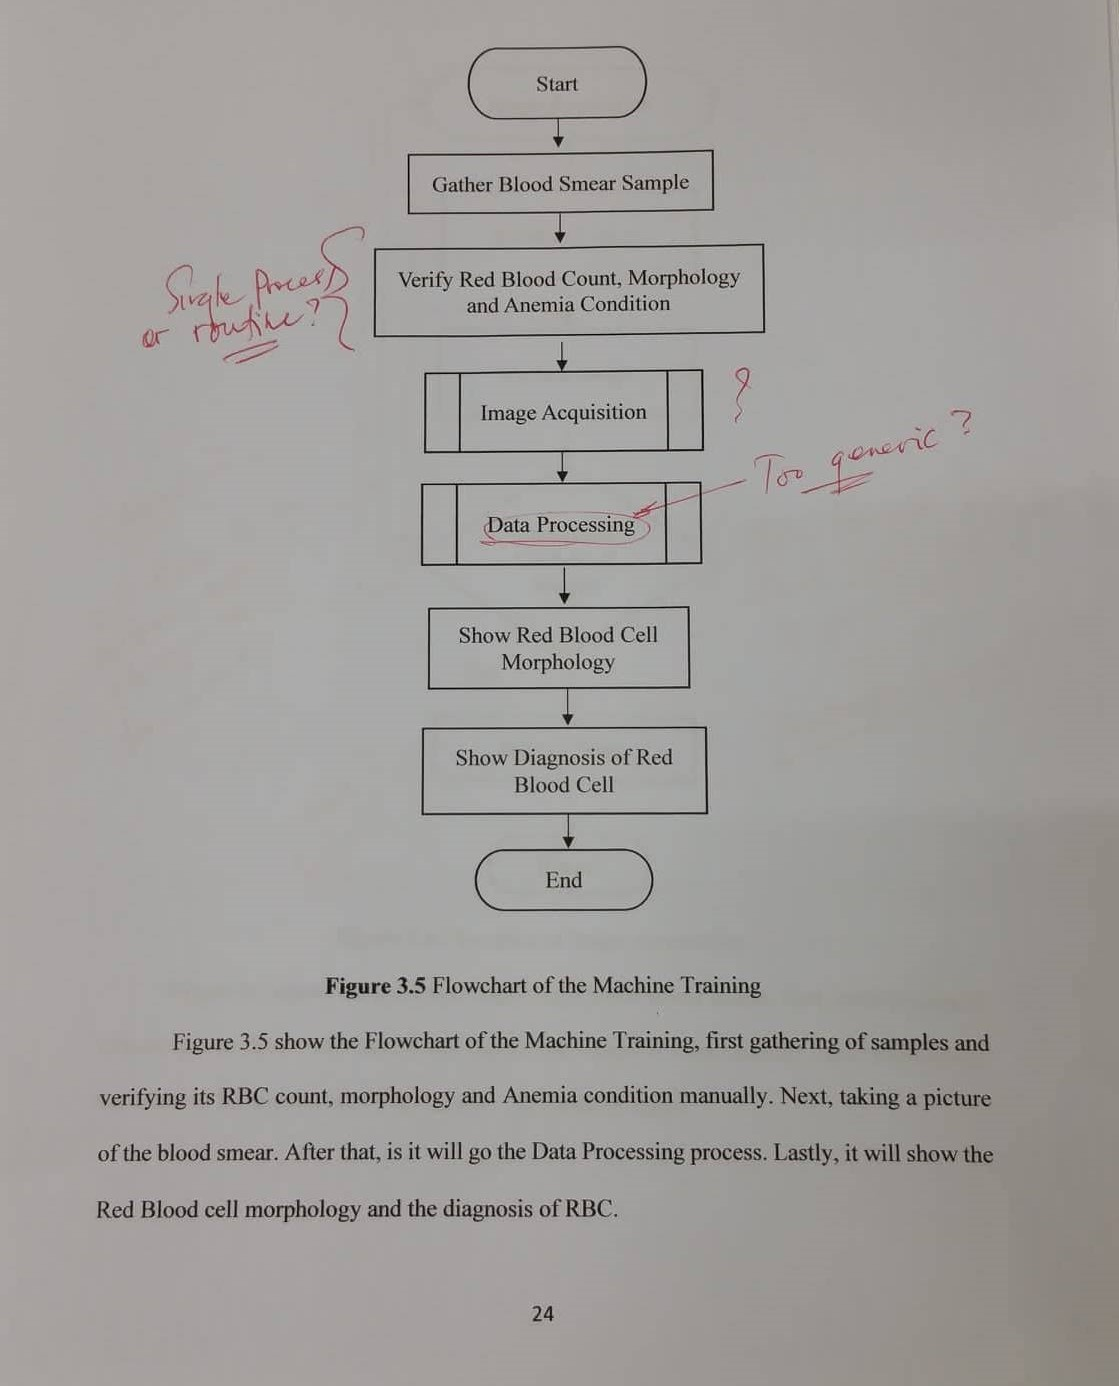 Start
Gather Blood Smear Sample
Single Process
or routine?
Verify Red Blood Count, Morphology
and Anemia Condition
Image Acquisition
?
Too generic?
Data Processing
Show Red Blood Cell
Morphology
Show Diagnosis of Red
Blood Cell
End
Figure 3.5 Flowchart of the Machine Training
Figure 3.5 show the Flowchart of the Machine Training, first gathering of samples and
verifying its RBC count, morphology and Anemia condition manually. Next, taking a picture
of the blood smear. After that, is it will go the Data Processing process. Lastly, it will show the
Red Blood cell morphology and the diagnosis of RBC.
24